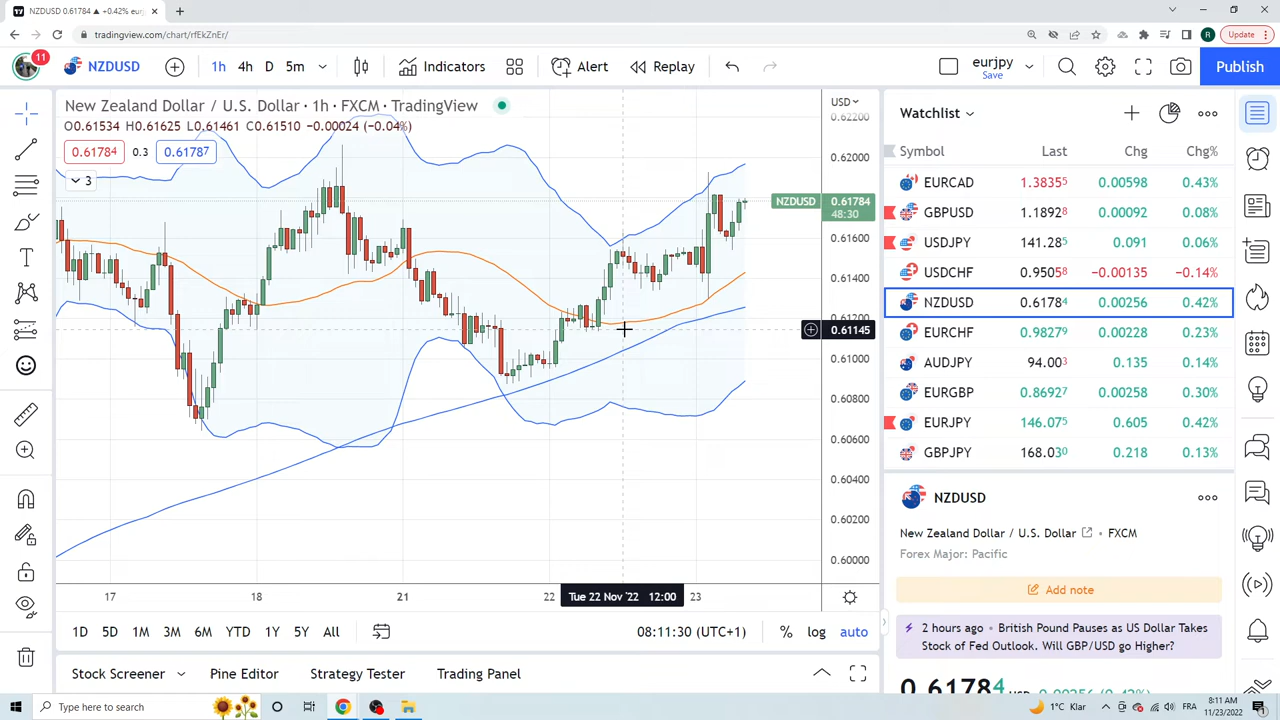 NZDUSD 0.61784 ▲ +0.42% eurj
tradingview.com/chart/rfEkZnEr/
R
Update
11
NZDUSD
1h 4h D 5m
Indicators
Alert
Replay
eurjpy
Save
Publish
New Zealand Dollar / U.S. Dollar · 1h · FXCM · TradingView
O0.61534 H0.61625 L0.61461 C0.61510 −0.00024 (−0.04%)
0.61784 0.3 0.61787
3
USD
0.62200
0.62000
NZDUSD 0.61784
48:30
0.61600
0.61400
0.61200
0.61145
0.61000
0.60800
0.60600
0.60400
0.60200
0.60000
17 18 21 22 Tue 22 Nov '22 12:00 23
1D 5D 1M 3M 6M YTD 1Y 5Y All
08:11:30 (UTC+1) % log auto
Stock Screener Pine Editor Strategy Tester Trading Panel
Watchlist
Symbol Last Chg Chg%
EURCAD 1.38355 0.00598 0.43%
GBPUSD 1.18928 0.00092 0.08%
USDJPY 141.285 0.091 0.06%
USDCHF 0.95058 −0.00135 −0.14%
NZDUSD 0.61784 0.00256 0.42%
EURCHF 0.98279 0.00228 0.23%
AUDJPY 94.003 0.135 0.14%
EURGBP 0.86927 0.00258 0.30%
EURJPY 146.075 0.605 0.42%
GBPJPY 168.030 0.218 0.13%
NZDUSD
New Zealand Dollar / U.S. Dollar · FXCM
Forex Major: Pacific
Add note
2 hours ago · British Pound Pauses as US Dollar Takes
Stock of Fed Outlook. Will GBP/USD go Higher?
0.61784 USD 0.00256 (0.42%)
Type here to search
1°C Klar
FRA
8:11 AM
11/23/2022
1